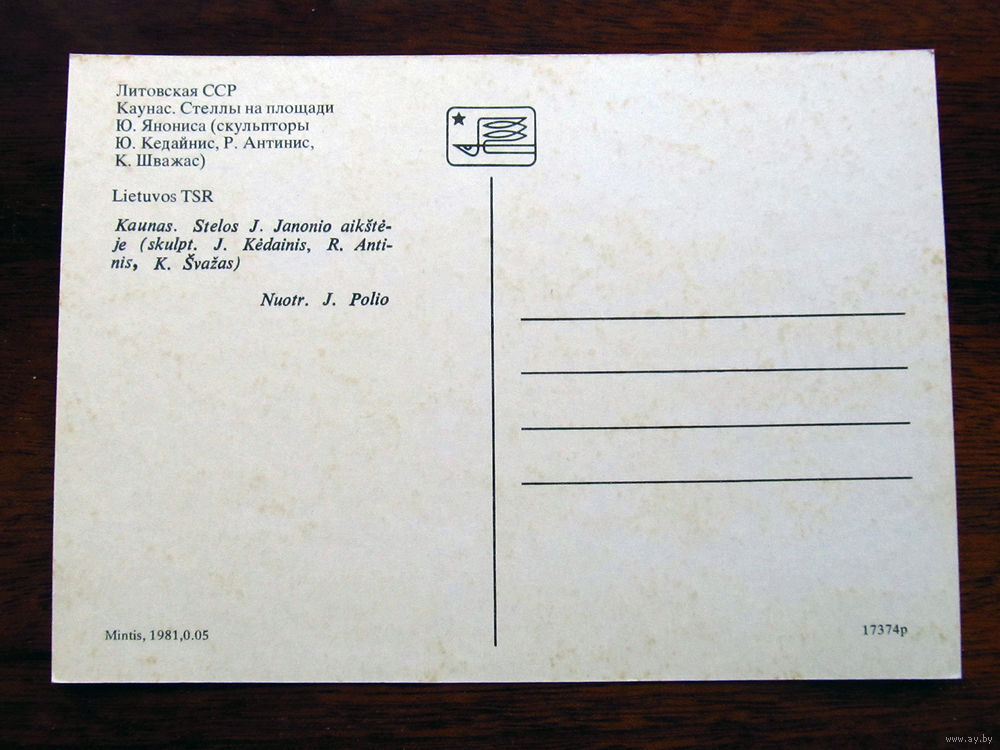 Литовская ССР
Каунас. Стеллы на площади
Ю. Янониса (скульпторы
Ю. Кедайнис, Р. Антинис,
К. Шважас)
Lietuvos TSR
Kaunas. Stelos J. Janonio aikštė-
je (skulpt. J. Kėdainis, R. Anti-
nis, K. Švažas)
Nuotr. J. Polio
Mintis, 1981,0.05
17374р
www.ay.by